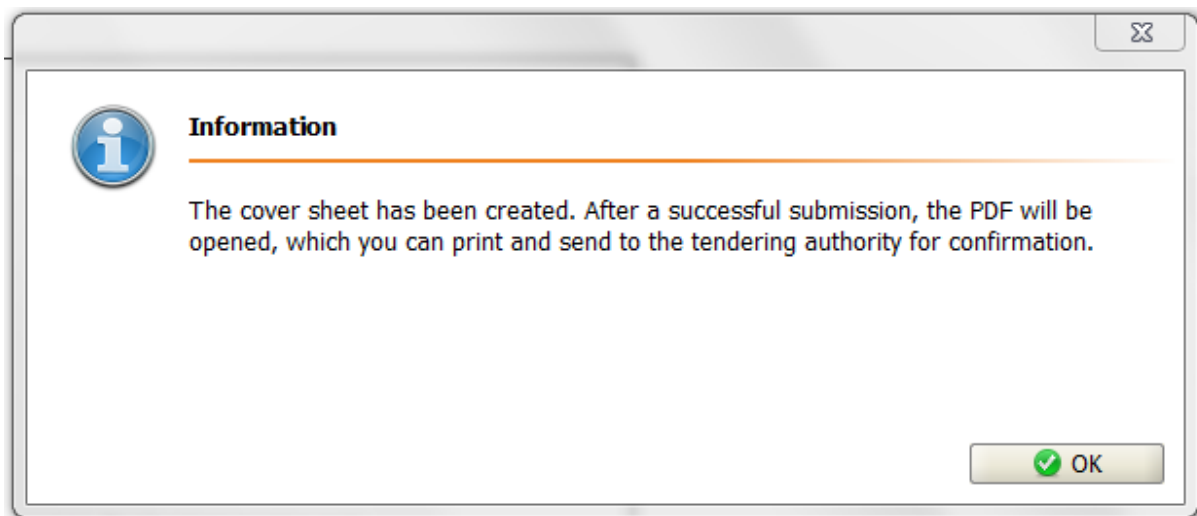 Information
The cover sheet has been created. After a successful submission, the PDF will be
opened, which you can print and send to the tendering authority for confirmation.
OK